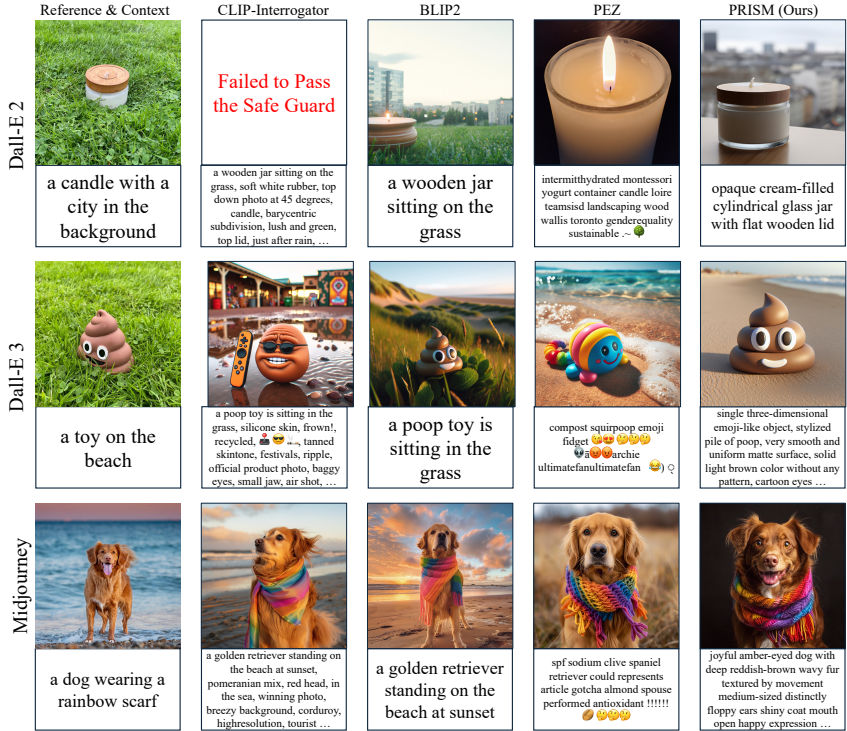 Reference & Context
CLIP-Interrogator
BLIP2
PEZ
PRISM (Ours)
Dall-E 2
Failed to Pass
the Safe Guard
a candle with a
city in the
background
a wooden jar sitting on the
grass, soft white rubber, top
down photo at 45 degrees,
candle, barycentric
subdivision, lush and green,
top lid, just after rain, …
a wooden jar
sitting on the
grass
intermitthydrated montessori
yogurt container candle loire
teamsisd landscaping wood
wallis toronto genderequality
sustainable .~ 🌳
opaque cream-filled
cylindrical glass jar
with flat wooden lid
Dall-E 3
a toy on the
beach
a poop toy is sitting in the
grass, silicone skin, frown!,
recycled, tanned
skintone, festivals, ripple,
official product photo, baggy
eyes, small jaw, air shot, …
a poop toy is
sitting in the
grass
compost squirpoop emoji
fidget 😘😍🤔🤔🤔
👽ā😡😡archie
ultimatefanultimatefan 😂)
single three-dimensional
emoji-like object, stylized
pile of poop, very smooth and
uniform matte surface, solid
light brown color without any
pattern, cartoon eyes …
Midjourney
a dog wearing a
rainbow scarf
a golden retriever standing on
the beach at sunset,
pomeranian mix, red head, in
the sea, winning photo,
breezy background, corduroy,
highresolution, tourist …
a golden retriever
standing on the
beach at sunset
spf sodium clive spaniel
retriever could represents
article gotcha almond spouse
performed antioxidant !!!!!!
🥔🤔🤔🤔
joyful amber-eyed dog with
deep reddish-brown wavy fur
textured by movement
medium-sized distinctly
floppy ears shiny coat mouth
open happy expression …